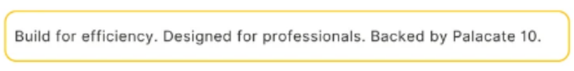 Build for efficiency. Designed for professionals. Backed by Palacate 10.